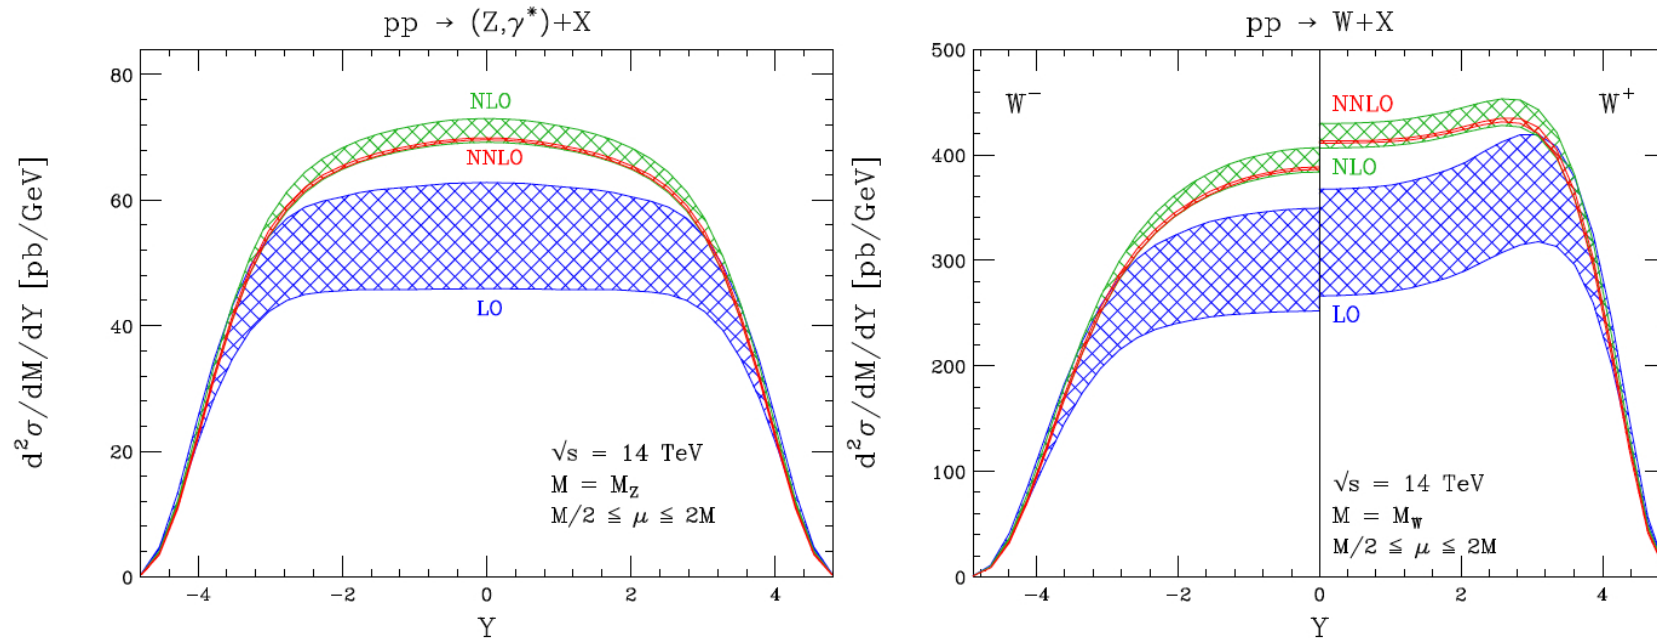 pp → (Z,γ*)+X
d²σ/dM/dY [pb/GeV]
80
60
40
20
0
NLO
NNLO
LO
√s = 14 TeV
M = M_Z
M/2 ≦ μ ≦ 2M
-4
-2
0
2
4
Y
pp → W+X
d²σ/dM/dY [pb/GeV]
500
400
300
200
100
0
W⁻
W⁺
NNLO
NLO
LO
√s = 14 TeV
M = M_W
M/2 ≦ μ ≦ 2M
-4
-2
0
2
4
Y